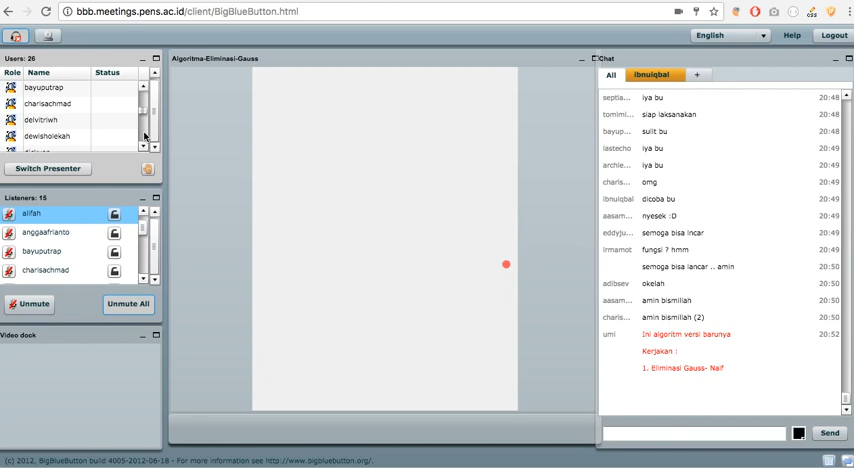 bbb.meetings.pens.ac.id/client/BigBlueButton.html
English
Help
Logout
Users: 26
Role Name Status
bayuputrap
charisachmad
delvitriwh
dewisholekah
Switch Presenter
Listeners: 15
alifah
anggaafrianto
bayuputrap
charisachmad
Unmute
Unmute All
Video dock
Algoritma-Eliminasi-Gauss
Chat
All
ibnuiqbal
+
septia... iya bu 20:48
tomimi... siap laksanakan 20:48
bayup... sulit bu 20:48
lastecho iya bu 20:49
archie... iya bu 20:49
charis... omg 20:49
ibnuiqbal dicoba bu 20:49
aasam... nyesek :D 20:49
eddyju... semoga bisa lncar 20:49
irmamot fungsi ? hmm 20:49
semoga bisa lancar .. amin 20:50
adibsev okelah 20:50
aasam... amin bismillah 20:50
charis... amin bismillah (2) 20:50
umi Ini algoritm versi barunya 20:52
Kerjakan :
1. Eliminasi Gauss- Naif
Send
(c) 2012, BigBlueButton build 4005-2012-06-18 - For more information see http://www.bigbluebutton.org/.